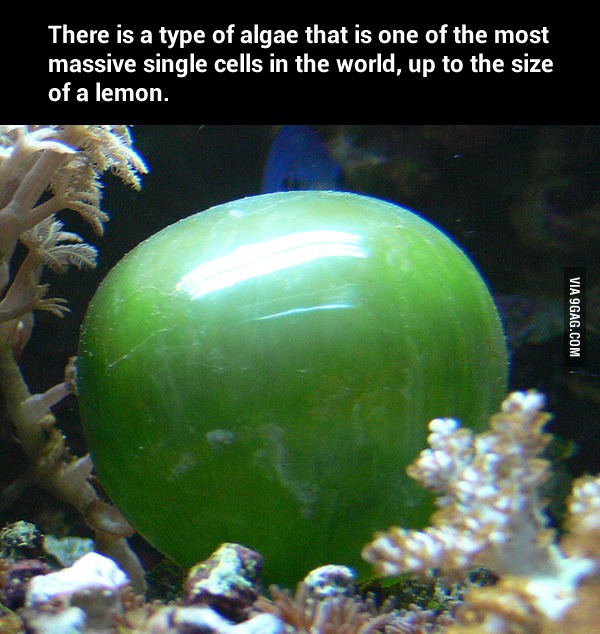 There is a type of algae that is one of the most
massive single cells in the world, up to the size
of a lemon.
VIA 9GAG.COM